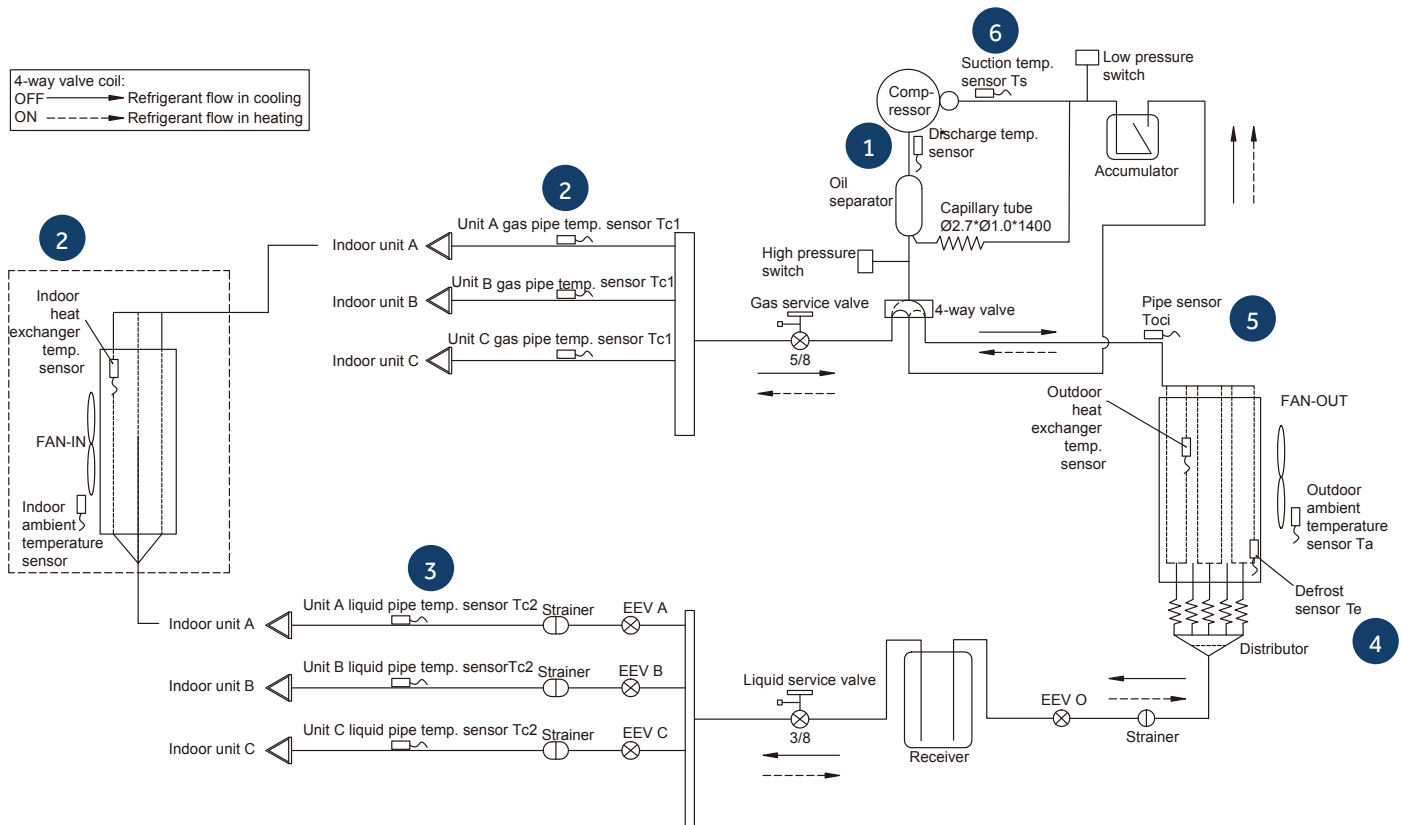 4-way valve coil:
OFF Refrigerant flow in cooling
ON Refrigerant flow in heating
6
Suction temp.
sensor Ts
Low pressure
switch
Comp-
ressor
1
Discharge temp.
sensor
Accumulator
Oil
separator
Capillary tube
Ø2.7*Ø1.0*1400
High pressure
switch
4-way valve
Gas service valve
5/8
2
Unit A gas pipe temp. sensor Tc1
Indoor unit A
Unit B gas pipe temp. sensor Tc1
Indoor unit B
Unit C gas pipe temp. sensor Tc1
Indoor unit C
2
Indoor
heat
exchanger
temp.
sensor
FAN-IN
Indoor
ambient
temperature
sensor
Pipe sensor
Toci
5
Outdoor
heat
exchanger
temp.
sensor
FAN-OUT
Outdoor
ambient
temperature
sensor Ta
Defrost
sensor Te
4
Distributor
3
Unit A liquid pipe temp. sensor Tc2
Strainer
EEV A
Indoor unit A
Unit B liquid pipe temp. sensorTc2
Strainer
EEV B
Indoor unit B
Unit C liquid pipe temp. sensor Tc2
Strainer
EEV C
Indoor unit C
Liquid service valve
3/8
Receiver
EEV O
Strainer